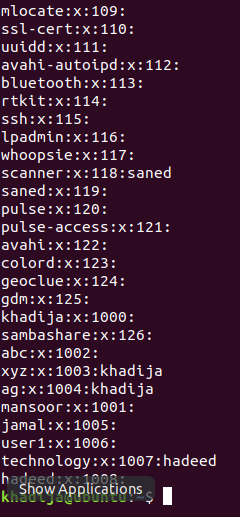 mlocate:x:109:
ssl-cert:x:110:
uuidd:x:111:
avahi-autoipd:x:112:
bluetooth:x:113:
rtkit:x:114:
ssh:x:115:
lpadmin:x:116:
whoopsie:x:117:
scanner:x:118:saned
saned:x:119:
pulse:x:120:
pulse-access:x:121:
avahi:x:122:
colord:x:123:
geoclue:x:124:
gdm:x:125:
khadija:x:1000:
sambashare:x:126:
abc:x:1002:
xyz:x:1003:khadija
ag:x:1004:khadija
mansoor:x:1001:
jamal:x:1005:
user1:x:1006:
technology:x:1007:hadeed
hadeed:x:1008:
khadija@ubuntu:~$
Show Applications